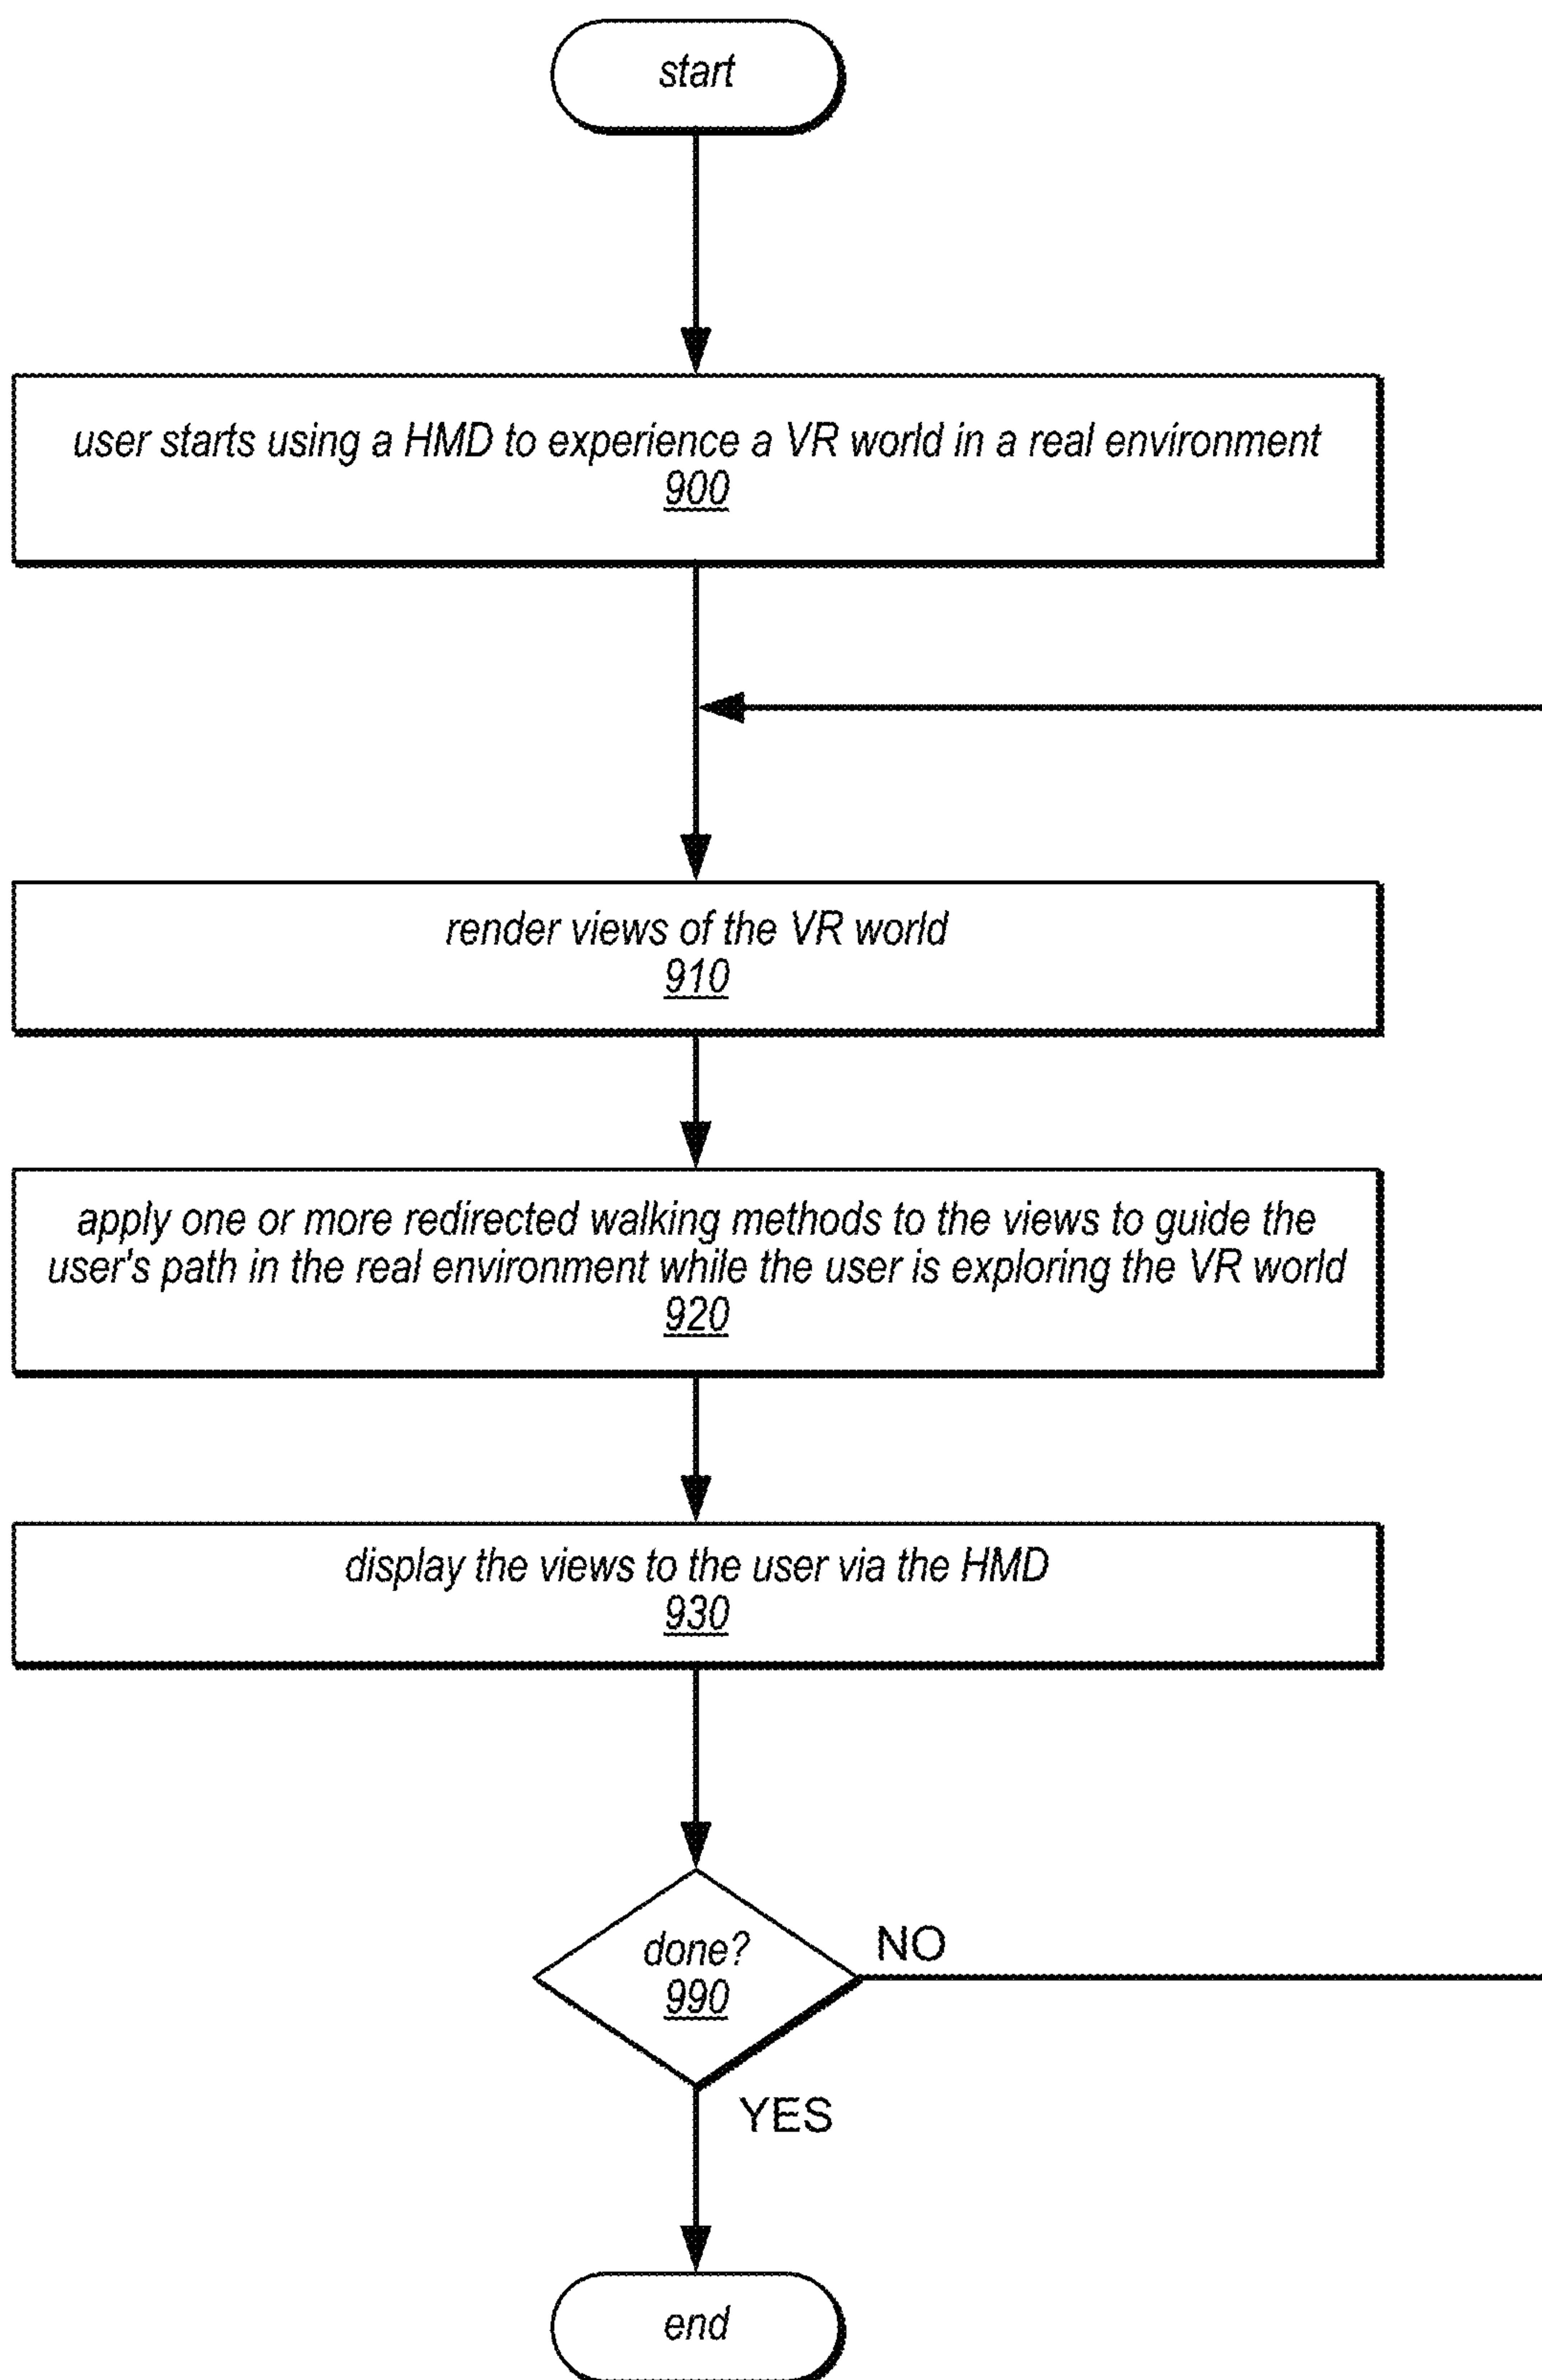 start
user starts using a HMD to experience a VR world in a real environment
900
render views of the VR world
910
apply one or more redirected walking methods to the views to guide the
user's path in the real environment while the user is exploring the VR world
920
display the views to the user via the HMD
930
done?
990
NO
YES
end